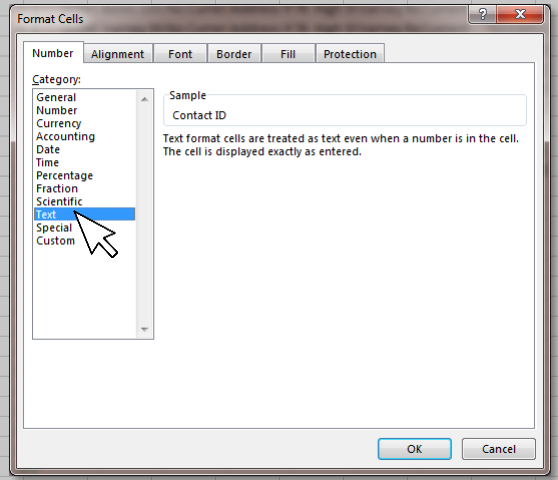 Format Cells
?
X
Number
Alignment
Font
Border
Fill
Protection
Category:
General
Number
Currency
Accounting
Date
Time
Percentage
Fraction
Scientific
Text
Special
Custom
Sample
Contact ID
Text format cells are treated as text even when a number is in the cell.
The cell is displayed exactly as entered.
OK
Cancel